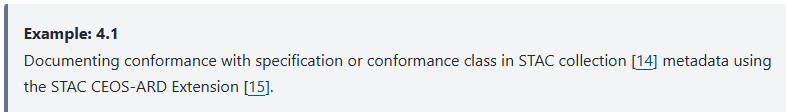 Example: 4.1
Documenting conformance with specification or conformance class in STAC collection [14] metadata using
the STAC CEOS-ARD Extension [15].